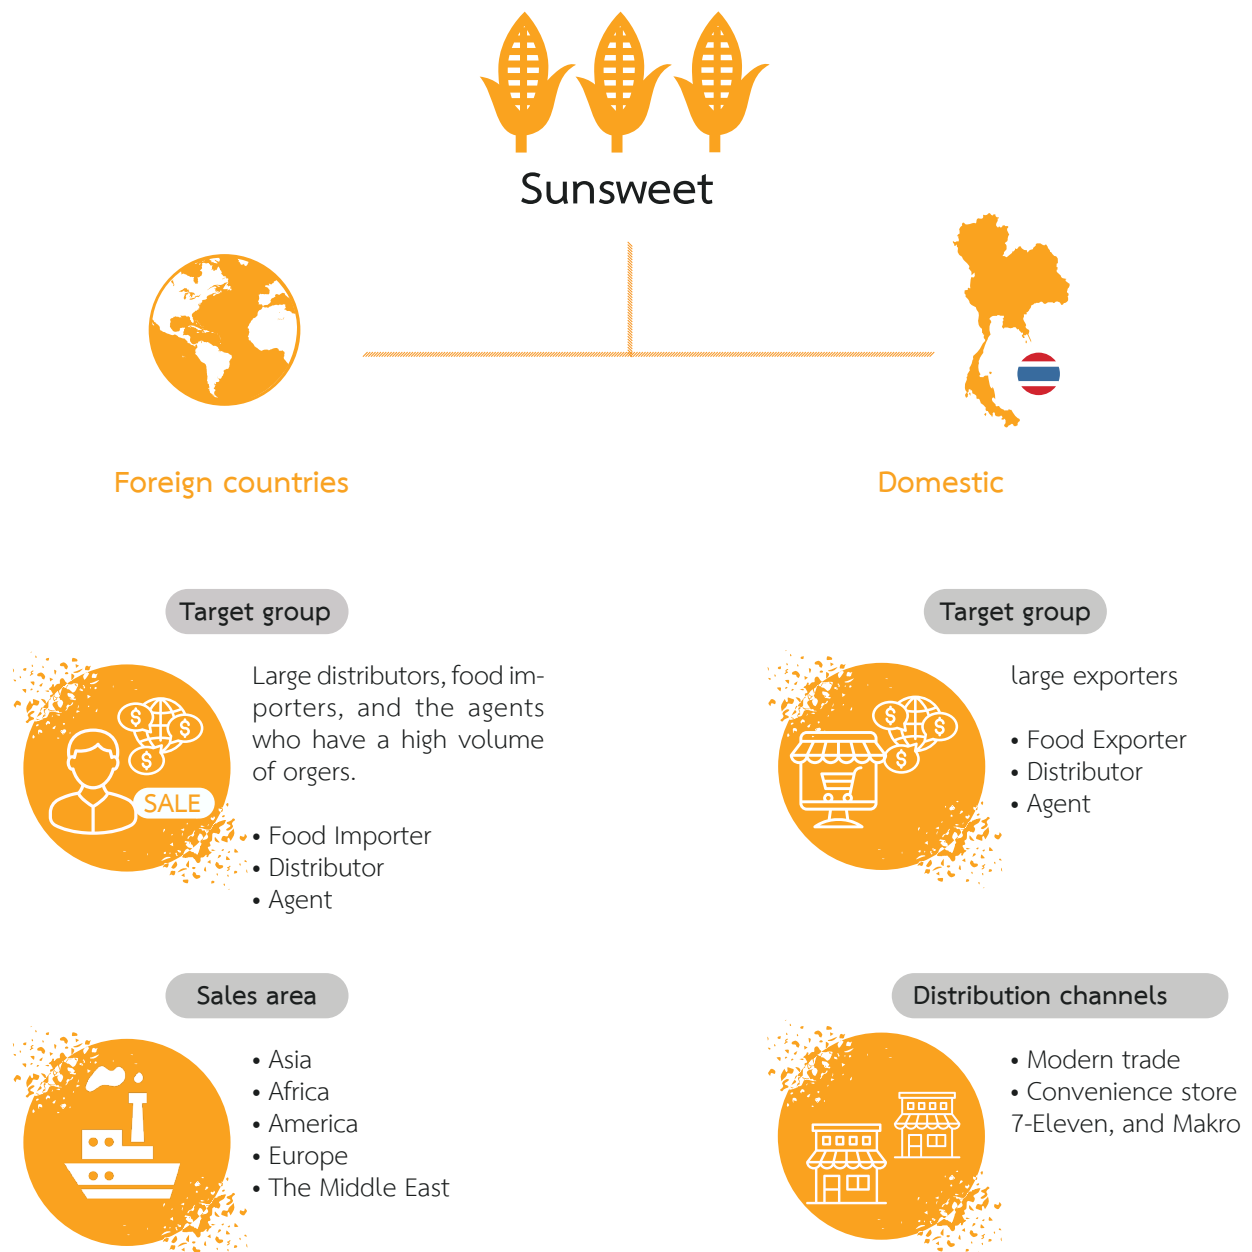 Sunsweet
Foreign countries
Target group
$
$
$
SALE
Large distributors, food im-
porters, and the agents
who have a high volume
of orgers.
• Food Importer
• Distributor
• Agent
Sales area
• Asia
• Africa
• America
• Europe
• The Middle East
Domestic
Target group
$
$
$
large exporters
• Food Exporter
• Distributor
• Agent
Distribution channels
• Modern trade
• Convenience store
7-Eleven, and Makro